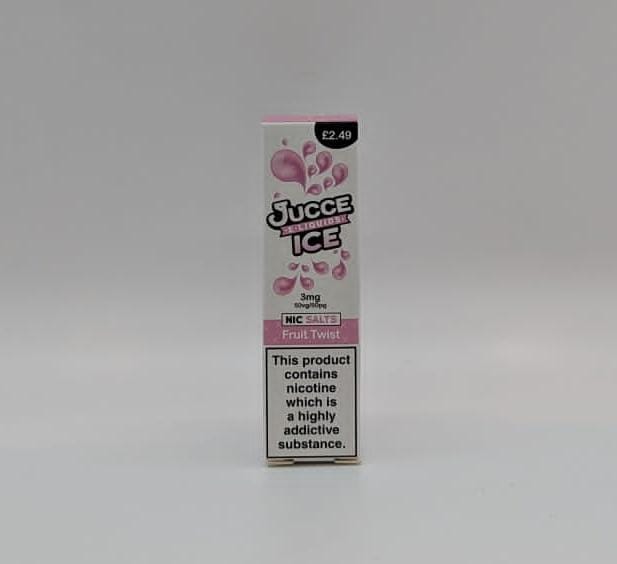 £2.49
JUCCE
E-LIQUIDS
ICE
3mg
50vg/50pg
NIC SALTS
Fruit Twist
This product
contains
nicotine
which is
a highly
addictive
substance.